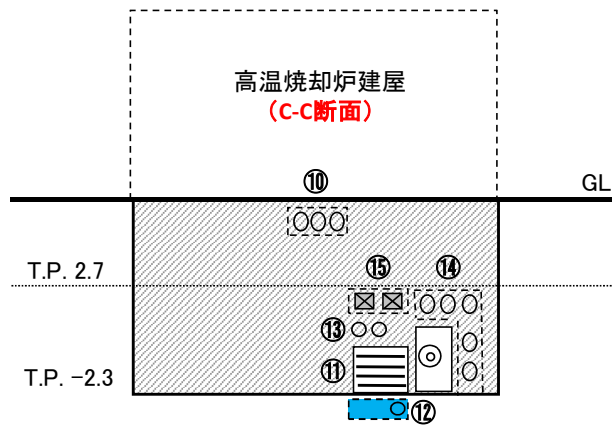 高温焼却炉建屋
（C-C断面）
⑩
GL
T.P. 2.7
⑮
⑭
⑬
⑪
T.P. -2.3
⑫